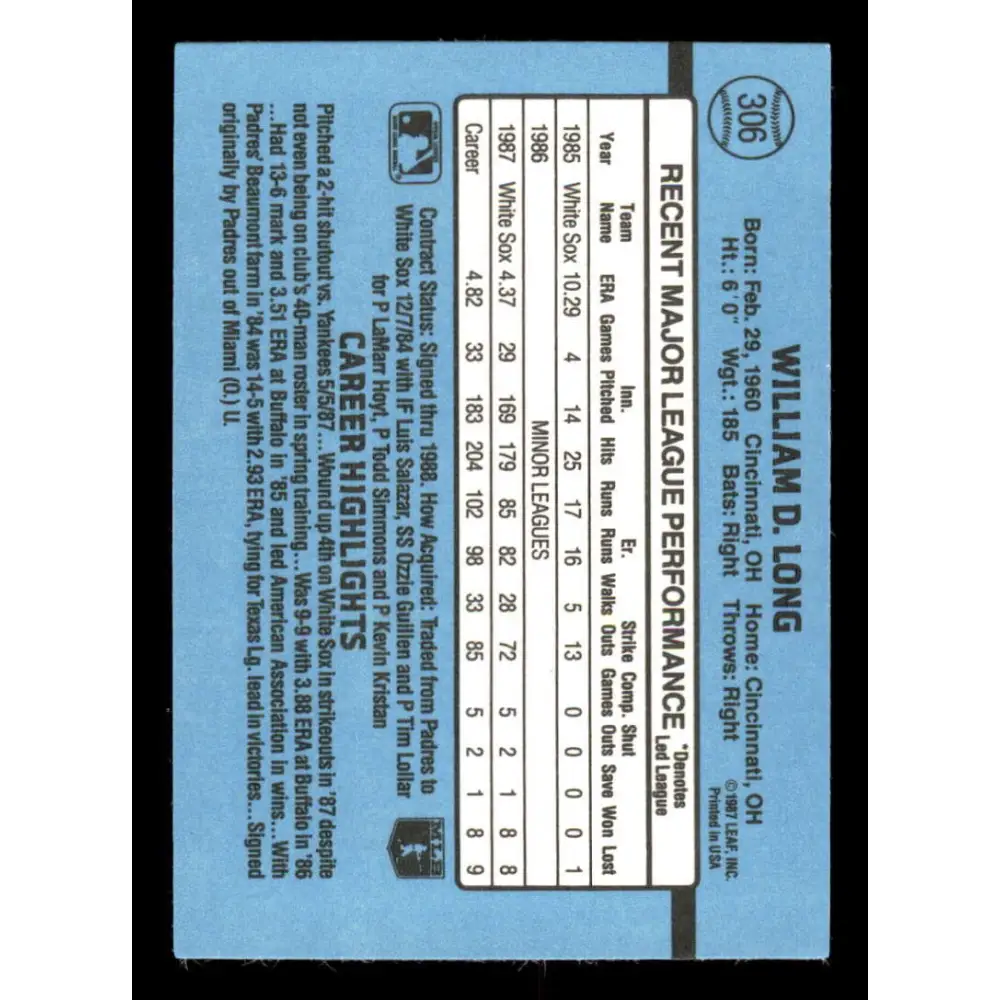 306
WILLIAM D. LONG
Born: Feb. 29, 1960 Cincinnati, OH Home: Cincinnati, OH
Ht.: 6'0" Wgt.: 185 Bats: Right Throws: Right
©1987 LEAF, INC.
Printed in USA
RECENT MAJOR LEAGUE PERFORMANCE
*Denotes
Led League
Team Inn. Er. Strike Comp. Shut
Year Name ERA Games Pitched Hits Runs Runs Walks Outs Games Outs Save Won Lost
1985 White Sox 10.29 4 14 25 17 16 5 13 0 0 0 0 1
1986 MINOR LEAGUES
1987 White Sox 4.37 29 169 179 85 82 28 72 5 2 1 8 8
Career 4.82 33 183 204 102 98 33 85 5 2 1 8 9
Contract Status: Signed thru 1988. How Acquired: Traded from Padres to
White Sox 12/7/84 with IF Luis Salazar, SS Ozzie Guillen and P Tim Lollar
for P LaMarr Hoyt, P Todd Simmons and P Kevin Kristan
MLB
CAREER HIGHLIGHTS
Pitched a 2-hit shutout vs. Yankees 5/5/87... Wound up 4th on White Sox in strikeouts in '87 despite
not even being on club's 40-man roster in spring training... Was 9-9 with 3.88 ERA at Buffalo in '86
...Had 13-6 mark and 3.51 ERA at Buffalo in '85 and led American Association in wins... With
Padres' Beaumont farm in '84 was 14-5 with 2.93 ERA, tying for Texas Lg. lead in victories... Signed
originally by Padres out of Miami (O.) U.